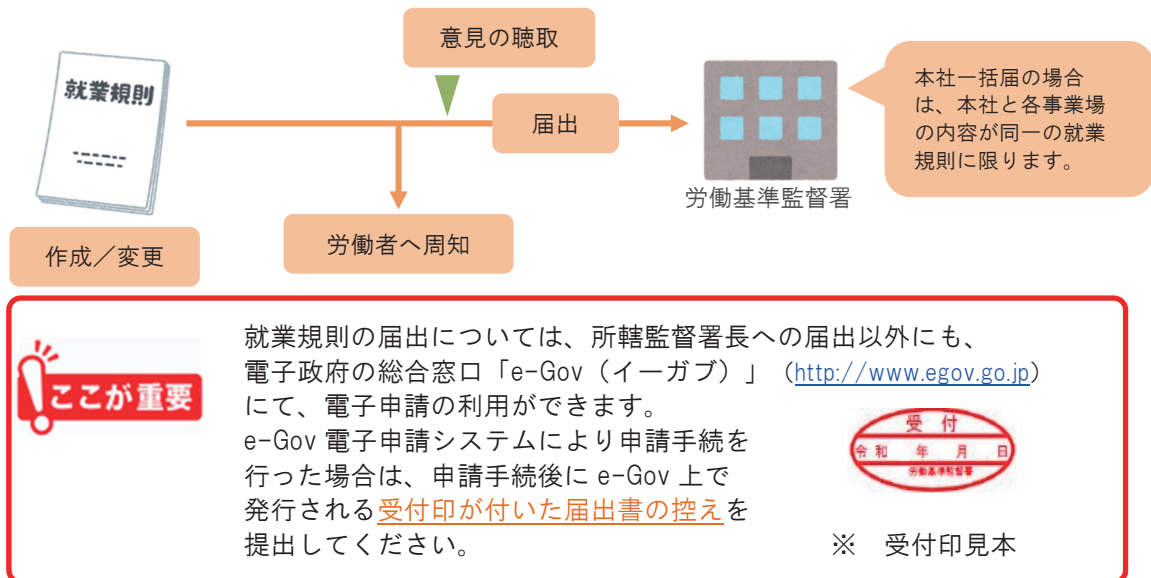 意見の聴取
就業規則
届出
本社一括届の場合
は、本社と各事業場
の内容が同一の就業
規則に限ります。
労働基準監督署
作成／変更
労働者へ周知
ここが重要
就業規則の届出については、所轄監督署長への届出以外にも、
電子政府の総合窓口「e-Gov（イーガブ）」（http://www.egov.go.jp）
にて、電子申請の利用ができます。
e-Gov 電子申請システムにより申請手続を
行った場合は、申請手続後に e-Gov 上で
発行される受付印が付いた届出書の控えを
提出してください。
受 付
令和 年 月 日
労働基準監督署
※ 受付印見本